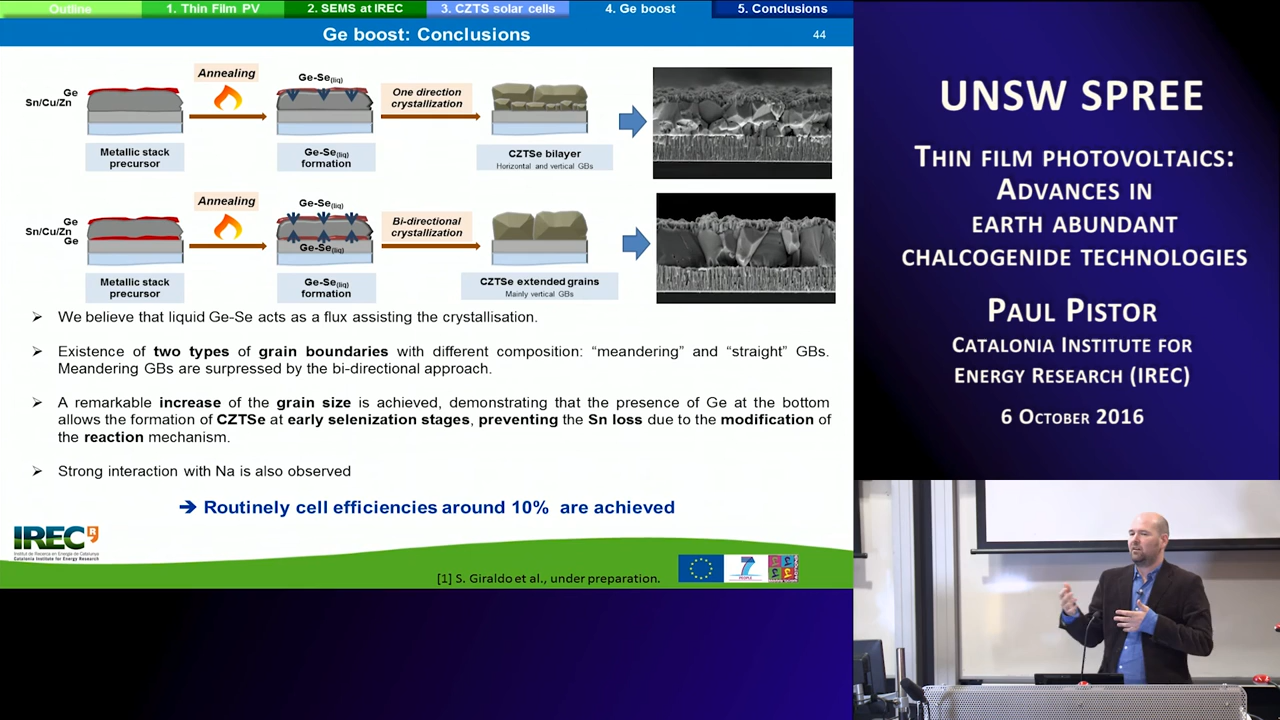 Outline
1. Thin Film PV
2. SEMS at IREC
3. CZTS solar cells
4. Ge boost
5. Conclusions
Ge boost: Conclusions
44
Ge
Sn/Cu/Zn
Annealing
Ge-Se(liq)
One direction
crystallization
Metallic stack
precursor
Ge-Se(liq)
formation
CZTSe bilayer
Horizontal and vertical GBs
Ge
Sn/Cu/Zn
Ge
Annealing
Ge-Se(liq)
Ge-Se(liq)
Bi-directional
crystallization
Metallic stack
precursor
Ge-Se(liq)
formation
CZTSe extended grains
Mainly vertical GBs
➢ We believe that liquid Ge-Se acts as a flux assisting the crystallisation.
➢ Existence of two types of grain boundaries with different composition: “meandering” and “straight” GBs.
Meandering GBs are surpressed by the bi-directional approach.
➢ A remarkable increase of the grain size is achieved, demonstrating that the presence of Ge at the bottom
allows the formation of CZTSe at early selenization stages, preventing the Sn loss due to the modification of
the reaction mechanism.
➢ Strong interaction with Na is also observed
➔ Routinely cell efficiencies around 10% are achieved
IREC R
Institut de Recerca en Energia de Catalunya
Catalonia Institute for Energy Research
7
PEOPLE
[1] S. Giraldo et al., under preparation.
UNSW SPREE
THIN FILM PHOTOVOLTAICS:
ADVANCES IN
EARTH ABUNDANT
CHALCOGENIDE TECHNOLOGIES
PAUL PISTOR
CATALONIA INSTITUTE FOR
ENERGY RESEARCH (IREC)
6 OCTOBER 2016